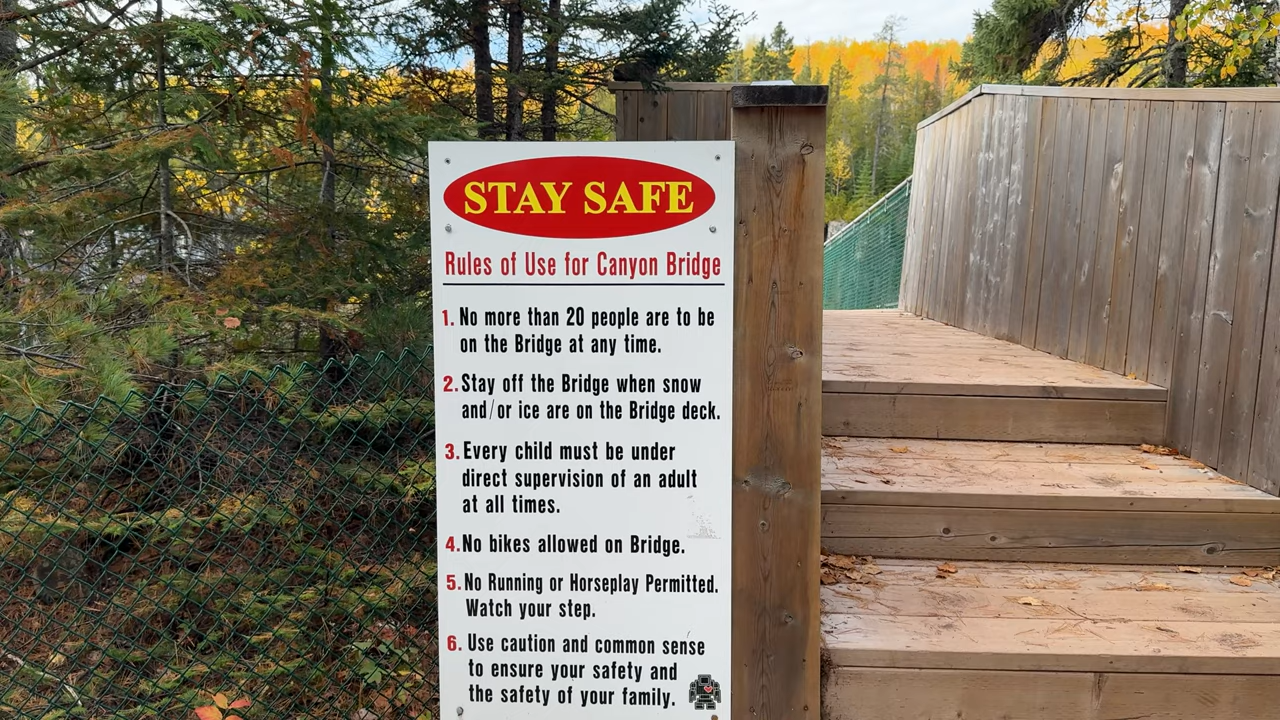 STAY SAFE
Rules of Use for Canyon Bridge
1. No more than 20 people are to be
on the Bridge at any time.
2. Stay off the Bridge when snow
and/or ice are on the Bridge deck.
3. Every child must be under
direct supervision of an adult
at all times.
4. No bikes allowed on Bridge.
5. No Running or Horseplay Permitted.
Watch your step.
6. Use caution and common sense
to ensure your safety and
the safety of your family.